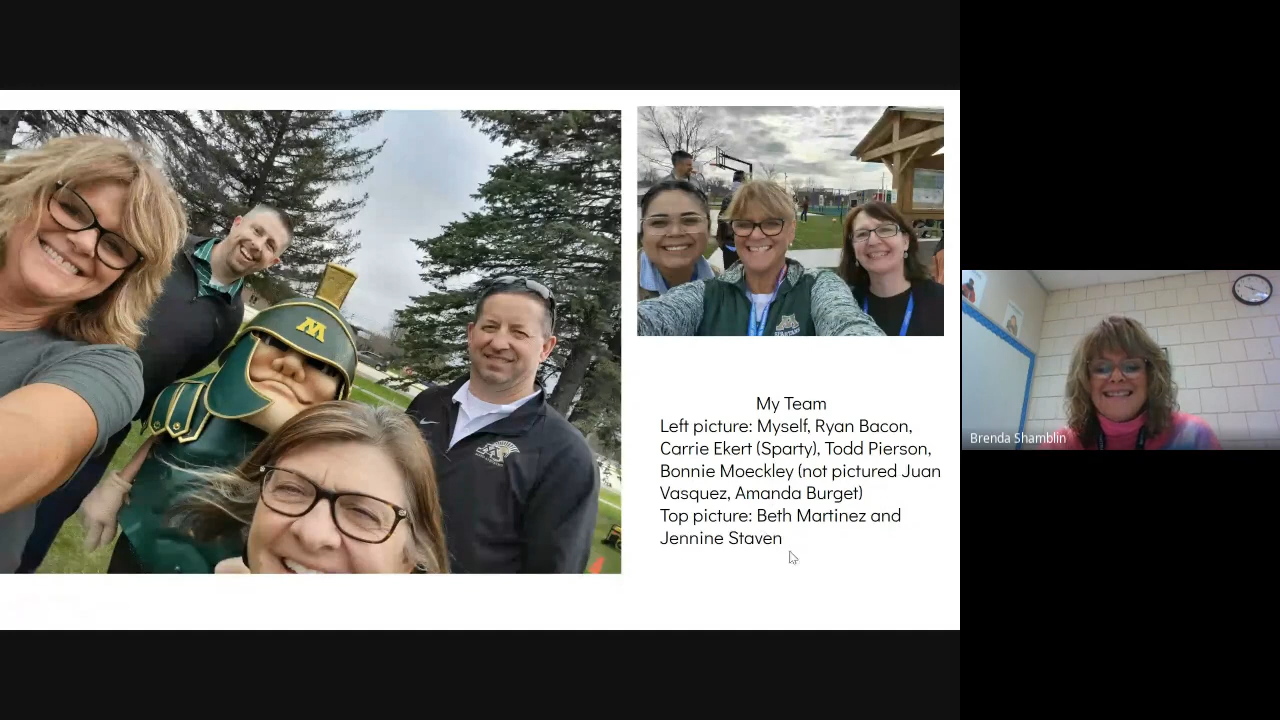 M
My Team
Left picture: Myself, Ryan Bacon,
Carrie Ekert (Sparty), Todd Pierson,
Bonnie Moeckley (not pictured Juan
Vasquez, Amanda Burget)
Top picture: Beth Martinez and
Jennine Staven
Brenda Shamblin